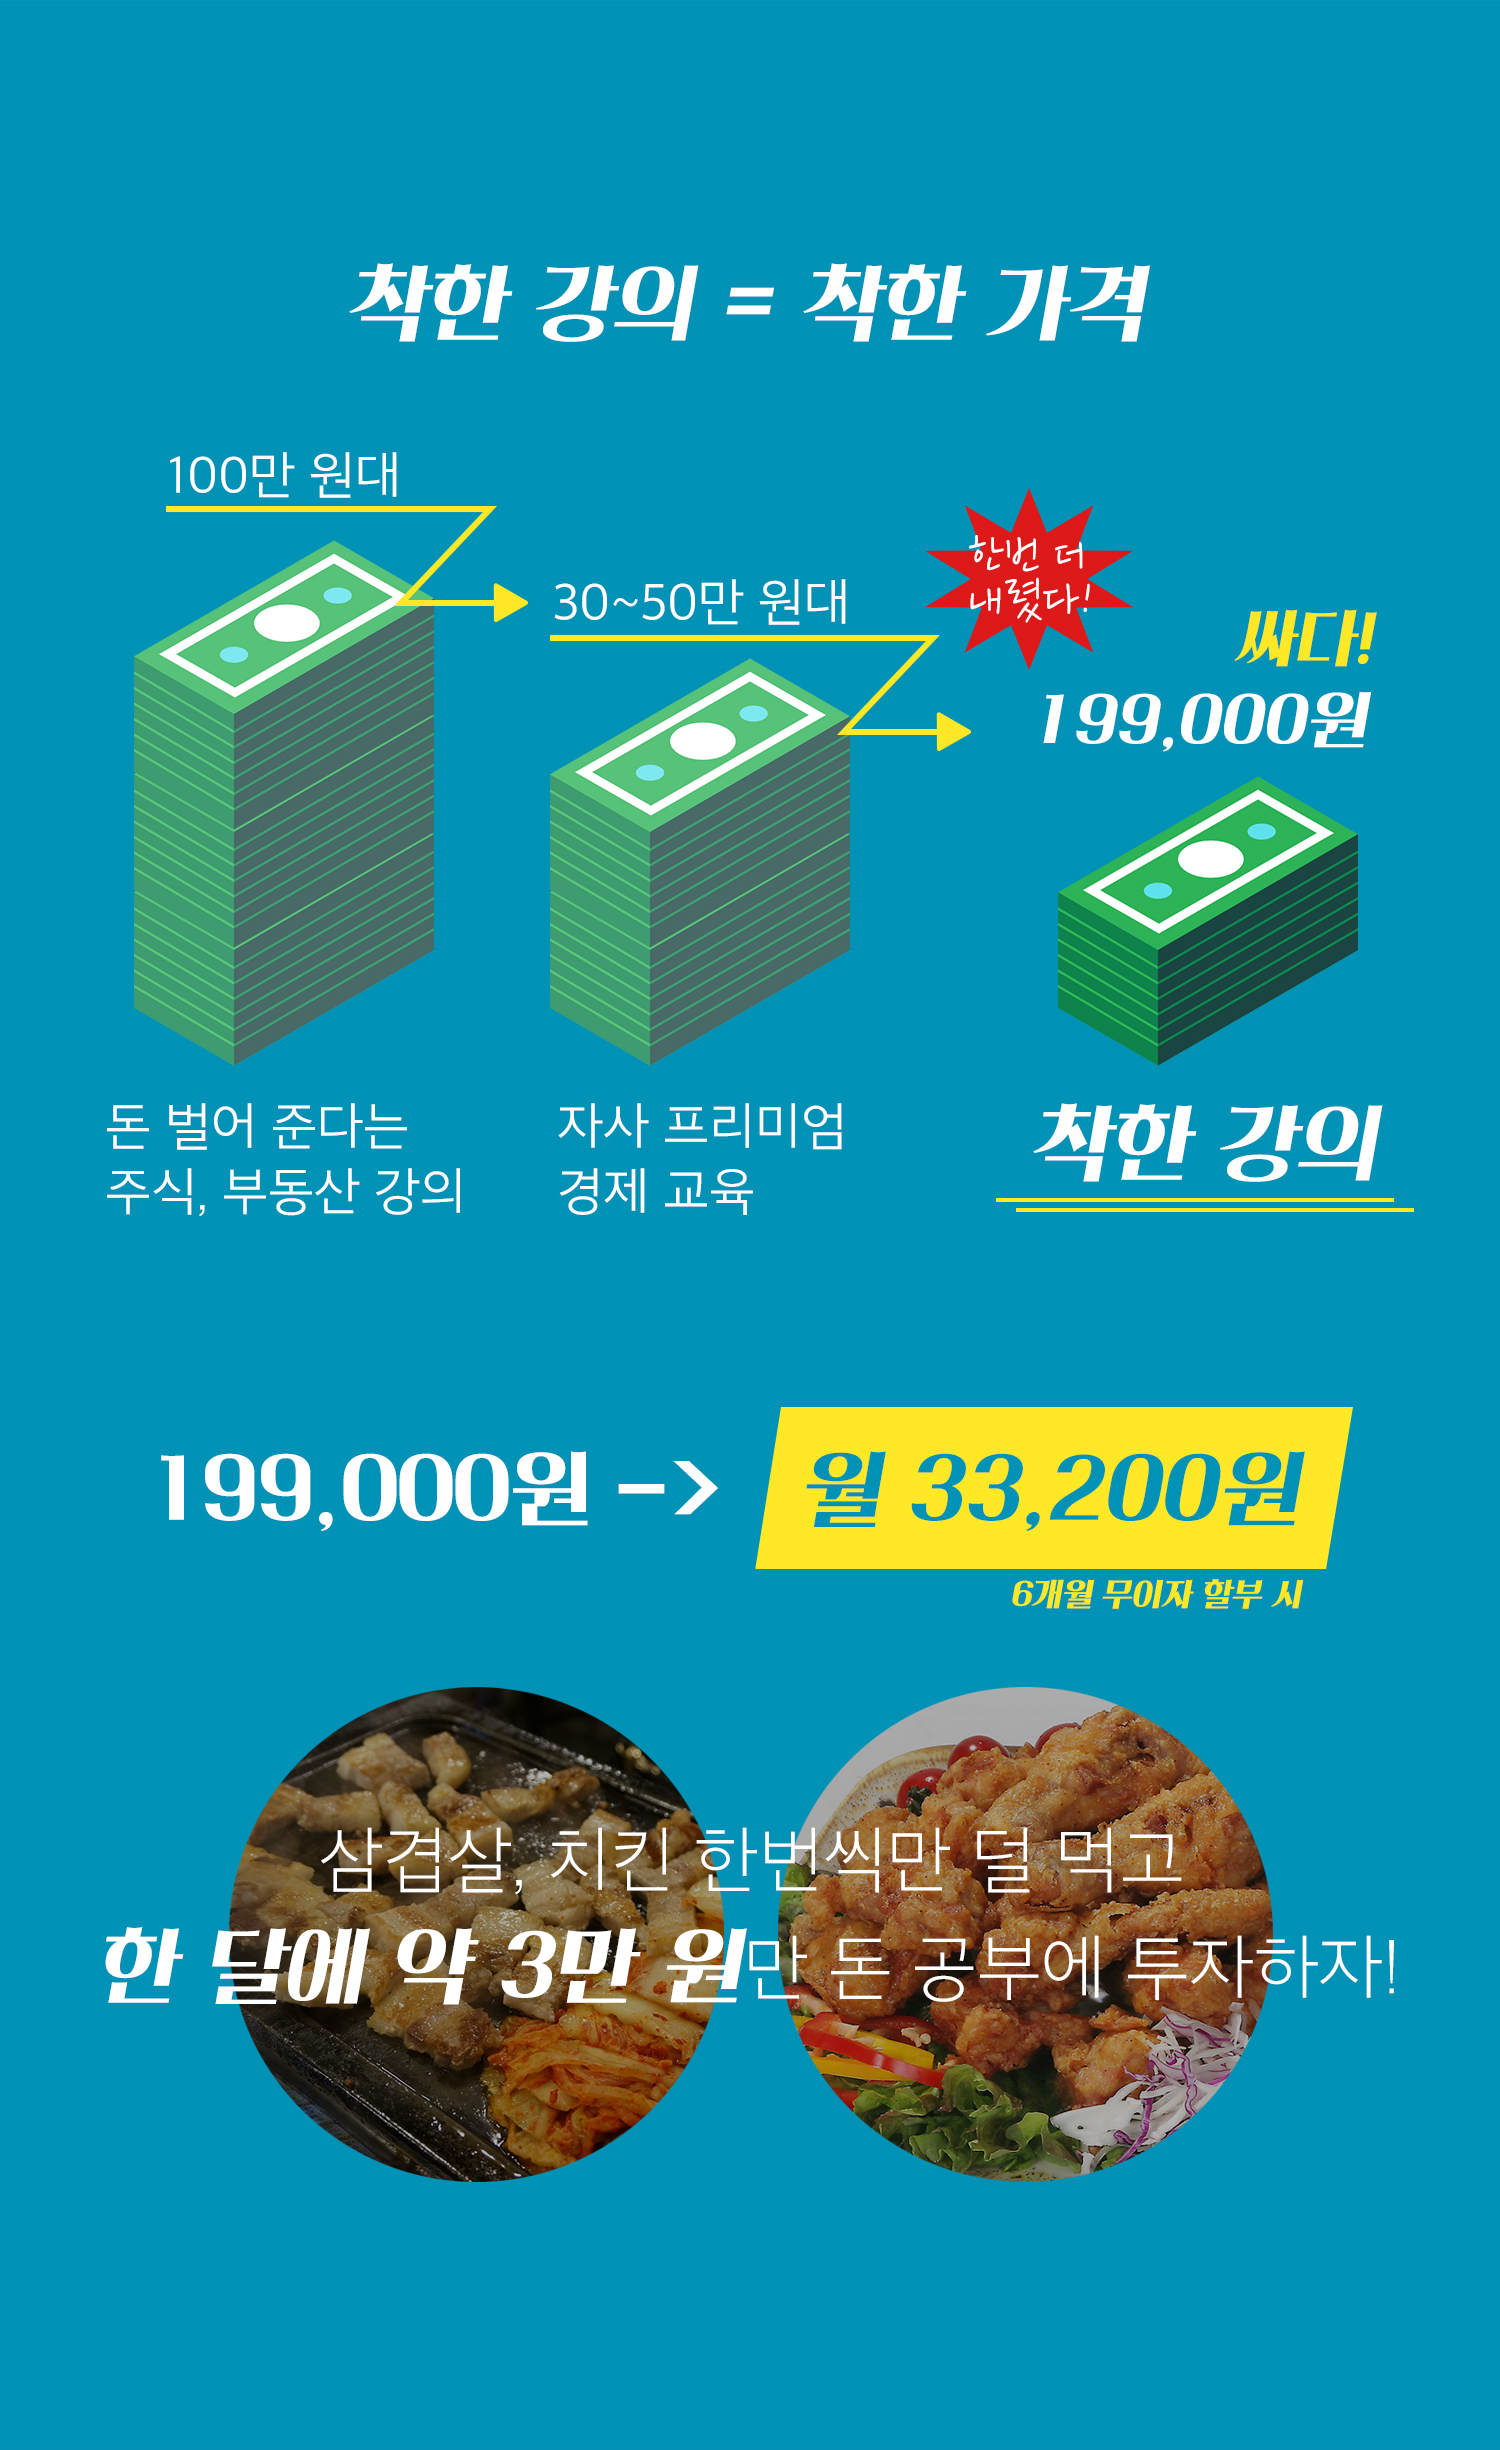 착한 강의 = 착한 가격
100만 원대
30~50만 원대
한번 더
내렸다!
싸다!
199,000원
돈 벌어 준다는
주식, 부동산 강의
자사 프리미엄
경제 교육
착한 강의
199,000원 -> 월 33,200원
6개월 무이자 할부 시
삼겹살, 치킨 한번씩만 덜 먹고
한 달에 약 3만 원만 돈 공부에 투자하자!